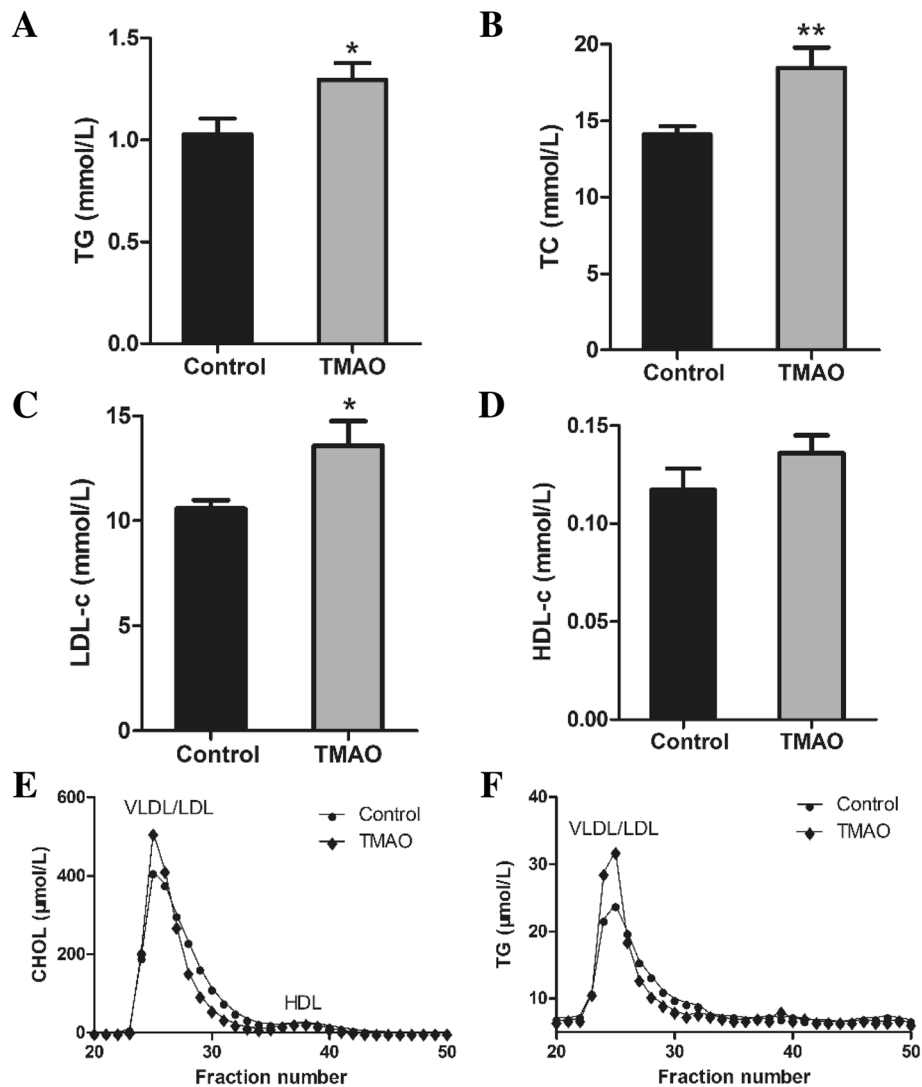 A
TG (mmol/L)
1.5
1.0
0.5
0.0
*
Control
TMAO
B
TC (mmol/L)
20
15
10
5
0
**
Control
TMAO
C
LDL-c (mmol/L)
15
10
5
0
*
Control
TMAO
D
HDL-c (mmol/L)
0.15
0.10
0.05
0.00
Control
TMAO
E
CHOL (µmol/L)
600
400
200
0
VLDL/LDL
HDL
Control
TMAO
20
30
40
50
Fraction number
F
TG (µmol/L)
40
30
20
10
VLDL/LDL
Control
TMAO
20
30
40
50
Fraction number